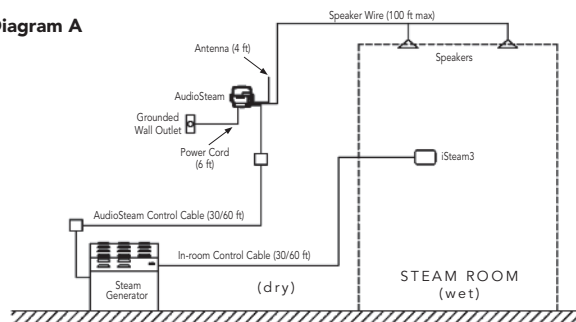 Diagram A
Speaker Wire (100 ft max)
Antenna (4 ft)
Speakers
AudioSteam
Grounded
Wall Outlet
Power Cord
(6 ft)
iSteam3
AudioSteam Control Cable (30/60 ft)
In-room Control Cable (30/60 ft)
Steam
Generator
(dry)
STEAM ROOM
(wet)